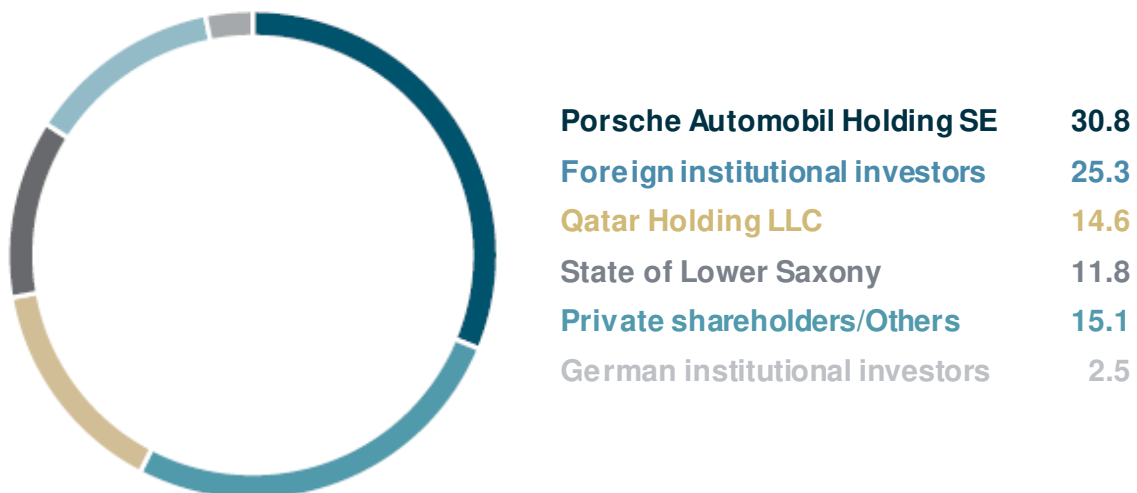 Porsche Automobil Holding SE 30.8
Foreign institutional investors 25.3
Qatar Holding LLC 14.6
State of Lower Saxony 11.8
Private shareholders/Others 15.1
German institutional investors 2.5